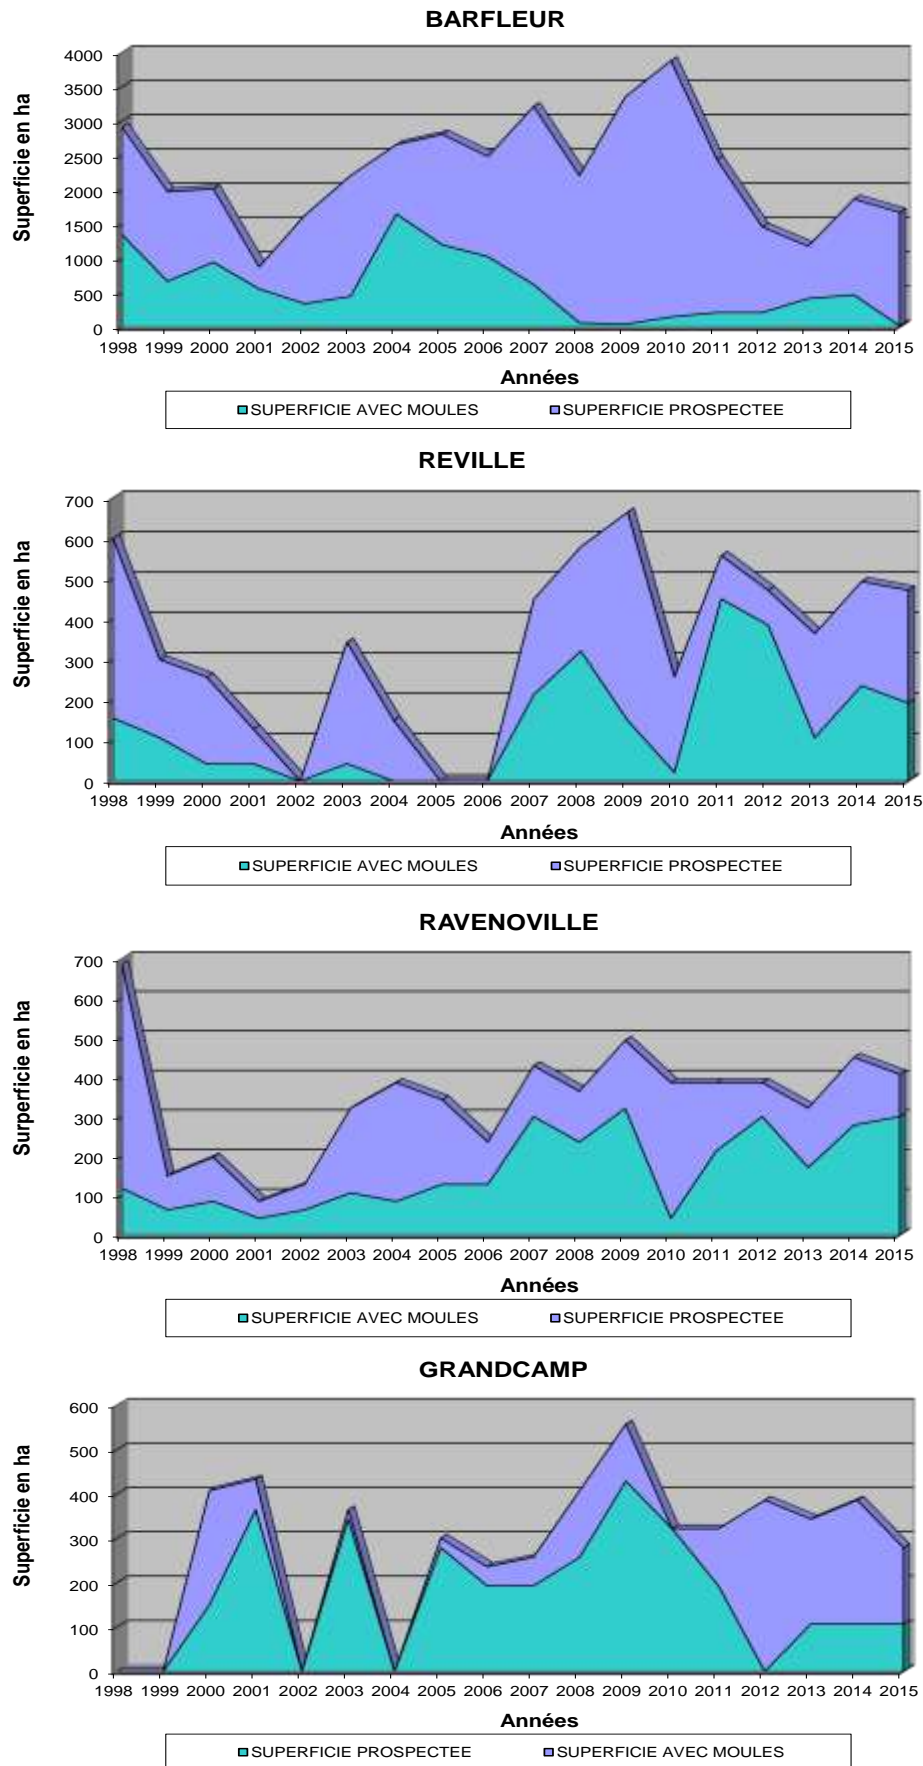 BARFLEUR
Superficie en ha
4000
3500
3000
2500
2000
1500
1000
500
0
1998 1999 2000 2001 2002 2003 2004 2005 2006 2007 2008 2009 2010 2011 2012 2013 2014 2015
Années
SUPERFICIE AVEC MOULES SUPERFICIE PROSPECTEE
REVILLE
Superficie en ha
700
600
500
400
300
200
100
0
1998 1999 2000 2001 2002 2003 2004 2005 2006 2007 2008 2009 2010 2011 2012 2013 2014 2015
Années
SUPERFICIE AVEC MOULES SUPERFICIE PROSPECTEE
RAVENOVILLE
Surperficie en ha
700
600
500
400
300
200
100
0
1998 1999 2000 2001 2002 2003 2004 2005 2006 2007 2008 2009 2010 2011 2012 2013 2014 2015
Années
SUPERFICIE AVEC MOULES SUPERFICIE PROSPECTEE
GRANDCAMP
Superficie en ha
600
500
400
300
200
100
0
1998 1999 2000 2001 2002 2003 2004 2005 2006 2007 2008 2009 2010 2011 2012 2013 2014 2015
Années
SUPERFICIE PROSPECTEE SUPERFICIE AVEC MOULES